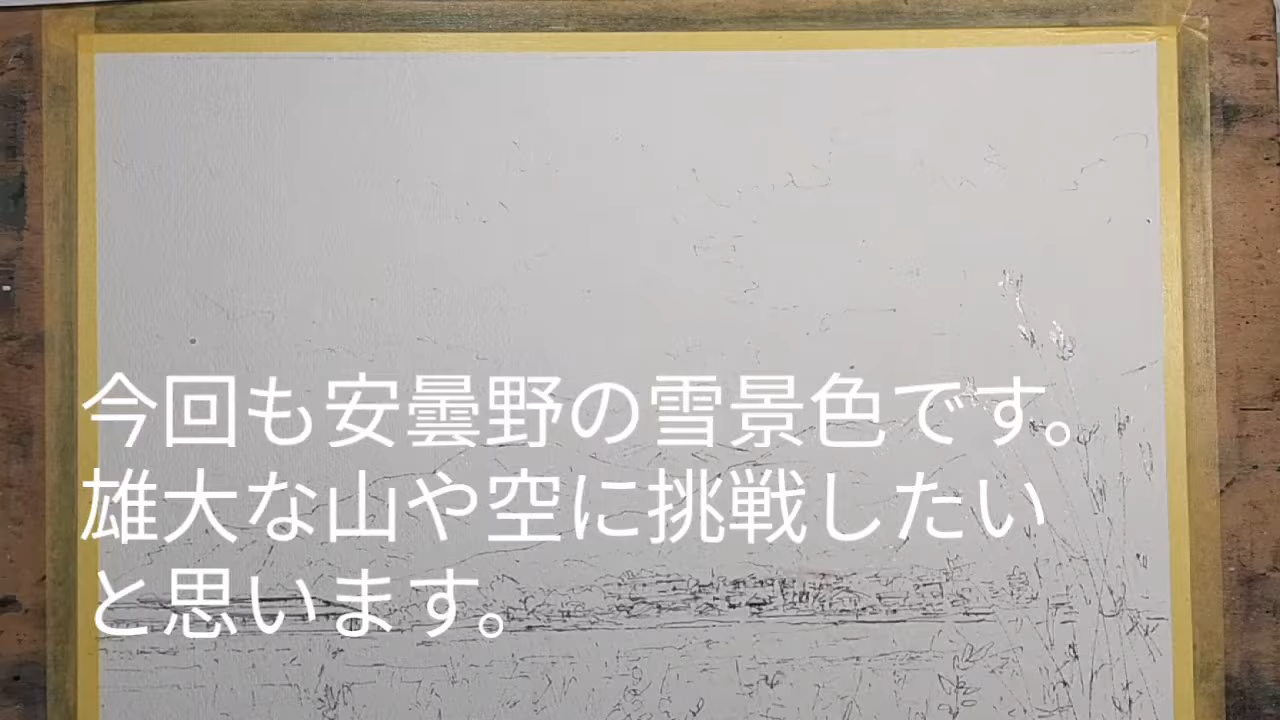 今回も安曇野の雪景色です。
雄大な山や空に挑戦したい
と思います。